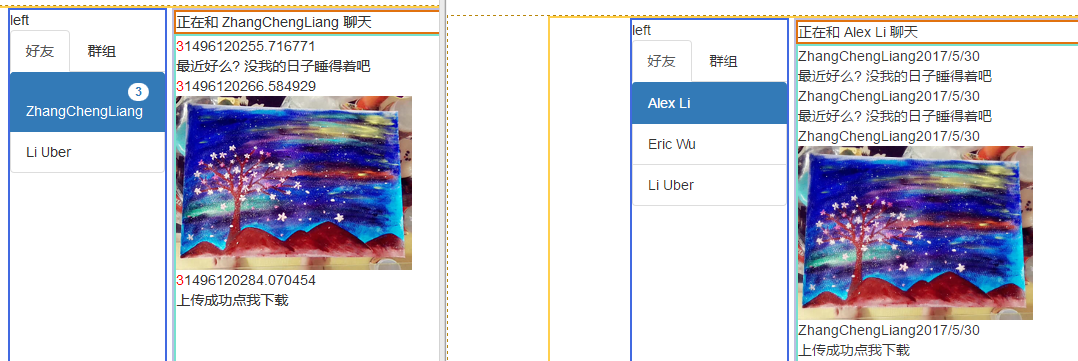 left
好友 群组
3
ZhangChengLiang
Li Uber
正在和 ZhangChengLiang 聊天
31496120255.716771
最近好么? 没我的日子睡得着吧
31496120266.584929
31496120284.070454
上传成功点我下载
left
好友 群组
Alex Li
Eric Wu
Li Uber
正在和 Alex Li 聊天
ZhangChengLiang2017/5/30
最近好么? 没我的日子睡得着吧
ZhangChengLiang2017/5/30
最近好么? 没我的日子睡得着吧
ZhangChengLiang2017/5/30
ZhangChengLiang2017/5/30
上传成功点我下载